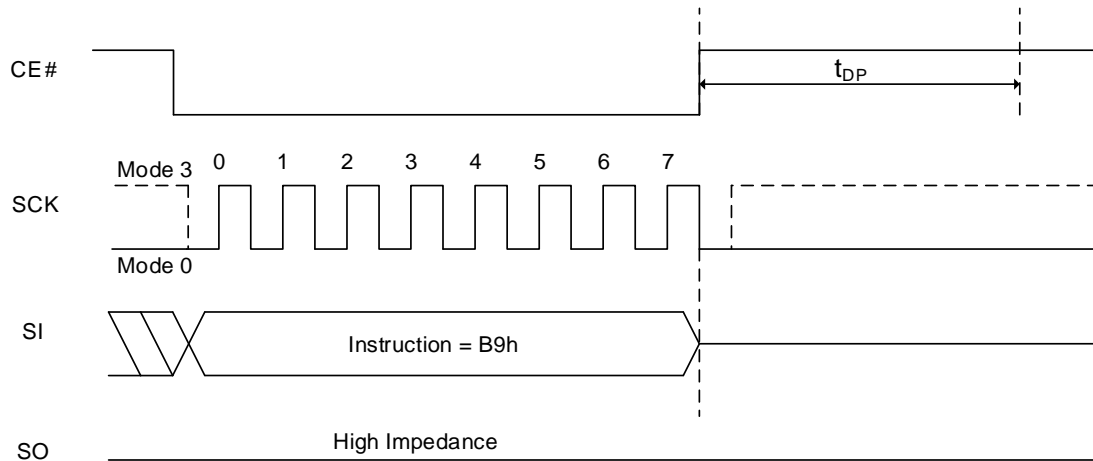 CE#
tDP
Mode 3 0 1 2 3 4 5 6 7
SCK
Mode 0
SI
Instruction = B9h
High Impedance
SO